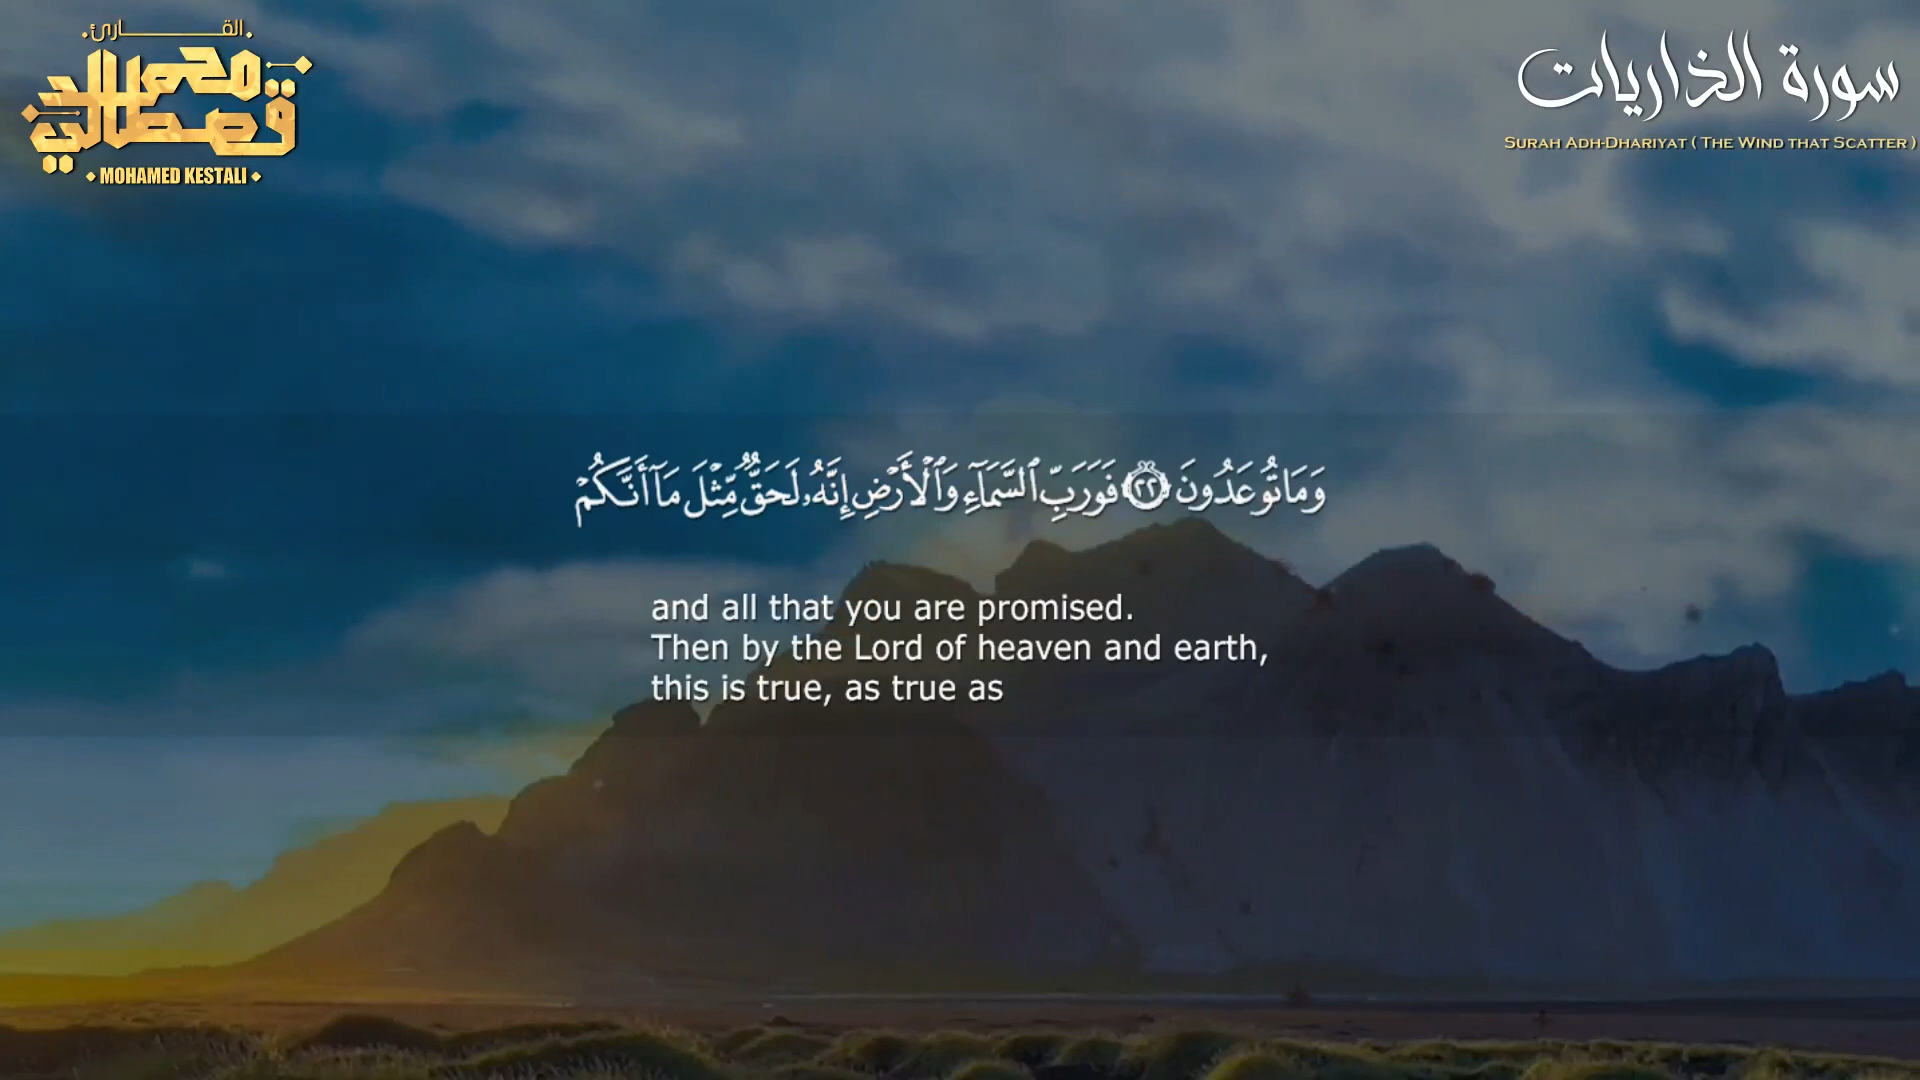 القارئ
محمد
قصطالي
MOHAMED KESTALI
سورة الذاريات
SURAH ADH-DHARIYAT ( THE WIND THAT SCATTER )
وَمَا تُوعَدُونَ ٢٢ فَوَرَبِّ ٱلسَّمَآءِ وَٱلْأَرْضِ إِنَّهُۥ لَحَقٌّ مِّثْلَ مَآ أَنَّكُمْ
and all that you are promised.
Then by the Lord of heaven and earth,
this is true, as true as